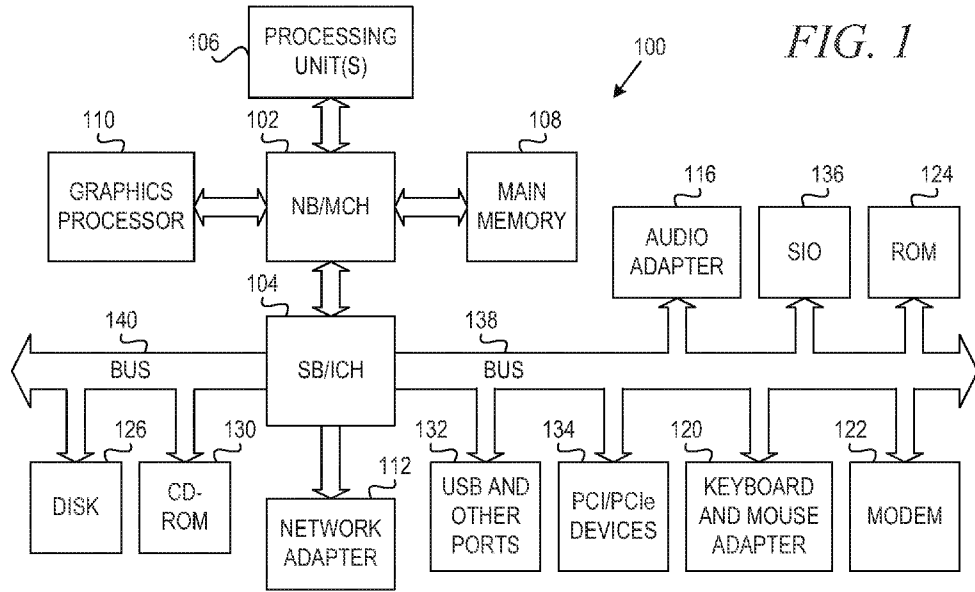 FIG. 1
106
PROCESSING
UNIT(S)
100
110
102
108
GRAPHICS
PROCESSOR
NB/MCH
MAIN
MEMORY
116
136
124
AUDIO
ADAPTER
SIO
ROM
104
140
138
BUS
SB/ICH
BUS
126
130
112
132
134
120
122
DISK
CD-
ROM
NETWORK
ADAPTER
USB AND
OTHER
PORTS
PCI/PCIe
DEVICES
KEYBOARD
AND MOUSE
ADAPTER
MODEM